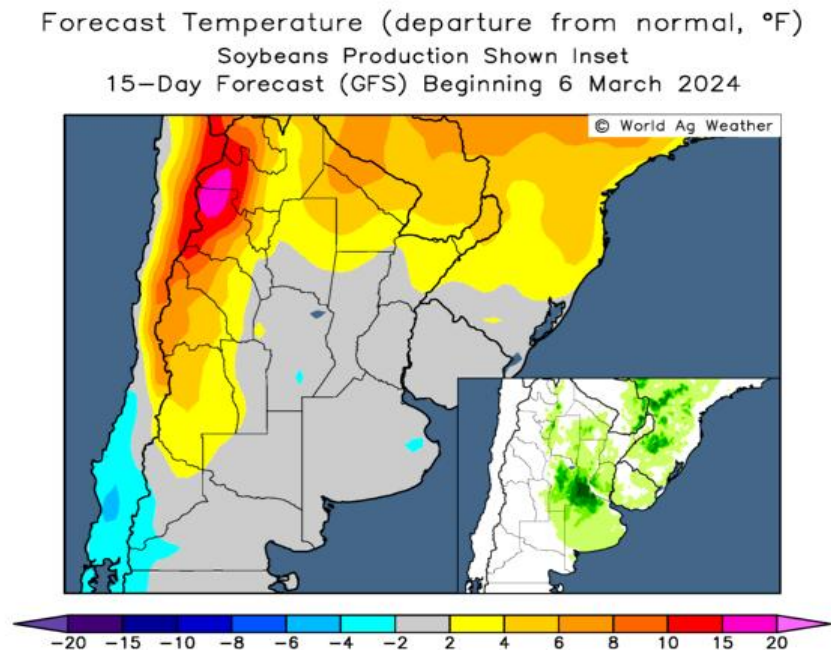 Forecast Temperature (departure from normal, °F)
Soybeans Production Shown Inset
15-Day Forecast (GFS) Beginning 6 March 2024
© World Ag Weather
-20 -15 -10 -8 -6 -4 -2 2 4 6 8 10 15 20